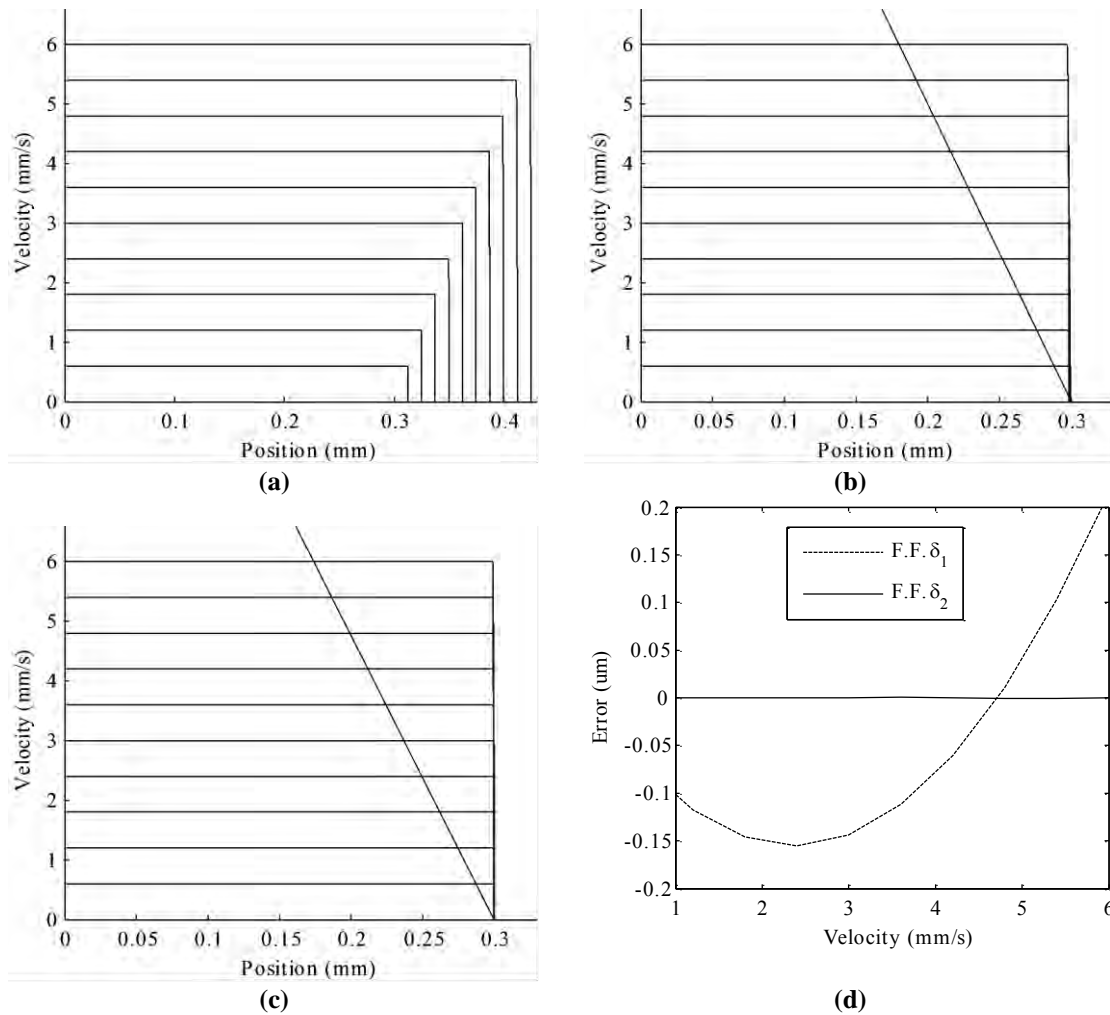 6
5
4
3
2
1
0
Velocity (mm/s)
0 0.1 0.2 0.3 0.4
Position (mm)
(a)
6
5
4
3
2
1
0
Velocity (mm/s)
0 0.05 0.1 0.15 0.2 0.25 0.3
Position (mm)
(b)
6
5
4
3
2
1
0
Velocity (mm/s)
0 0.05 0.1 0.15 0.2 0.25 0.3
Position (mm)
(c)
0.2
0.15
0.1
0.05
0
-0.05
-0.1
-0.15
-0.2
Error (um)
F.F. δ1
F.F. δ2
1 2 3 4 5 6
Velocity (mm/s)
(d)